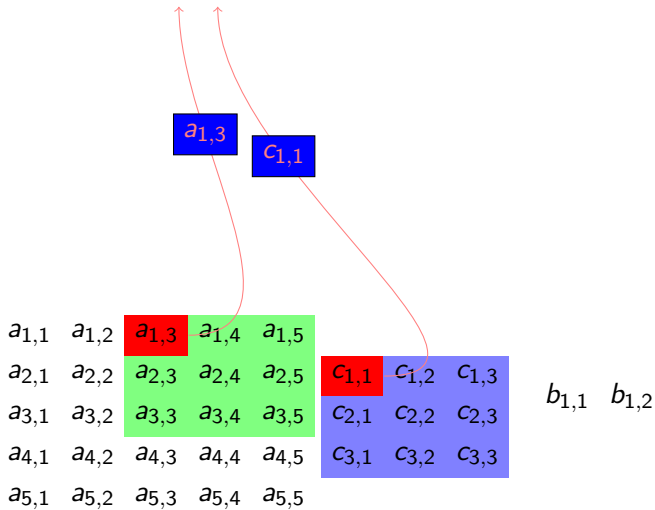 a1,3
c1,1
a1,1 a1,2 a1,3 a1,4 a1,5
a2,1 a2,2 a2,3 a2,4 a2,5
a3,1 a3,2 a3,3 a3,4 a3,5
a4,1 a4,2 a4,3 a4,4 a4,5
a5,1 a5,2 a5,3 a5,4 a5,5
c1,1 c1,2 c1,3
c2,1 c2,2 c2,3
c3,1 c3,2 c3,3
b1,1 b1,2